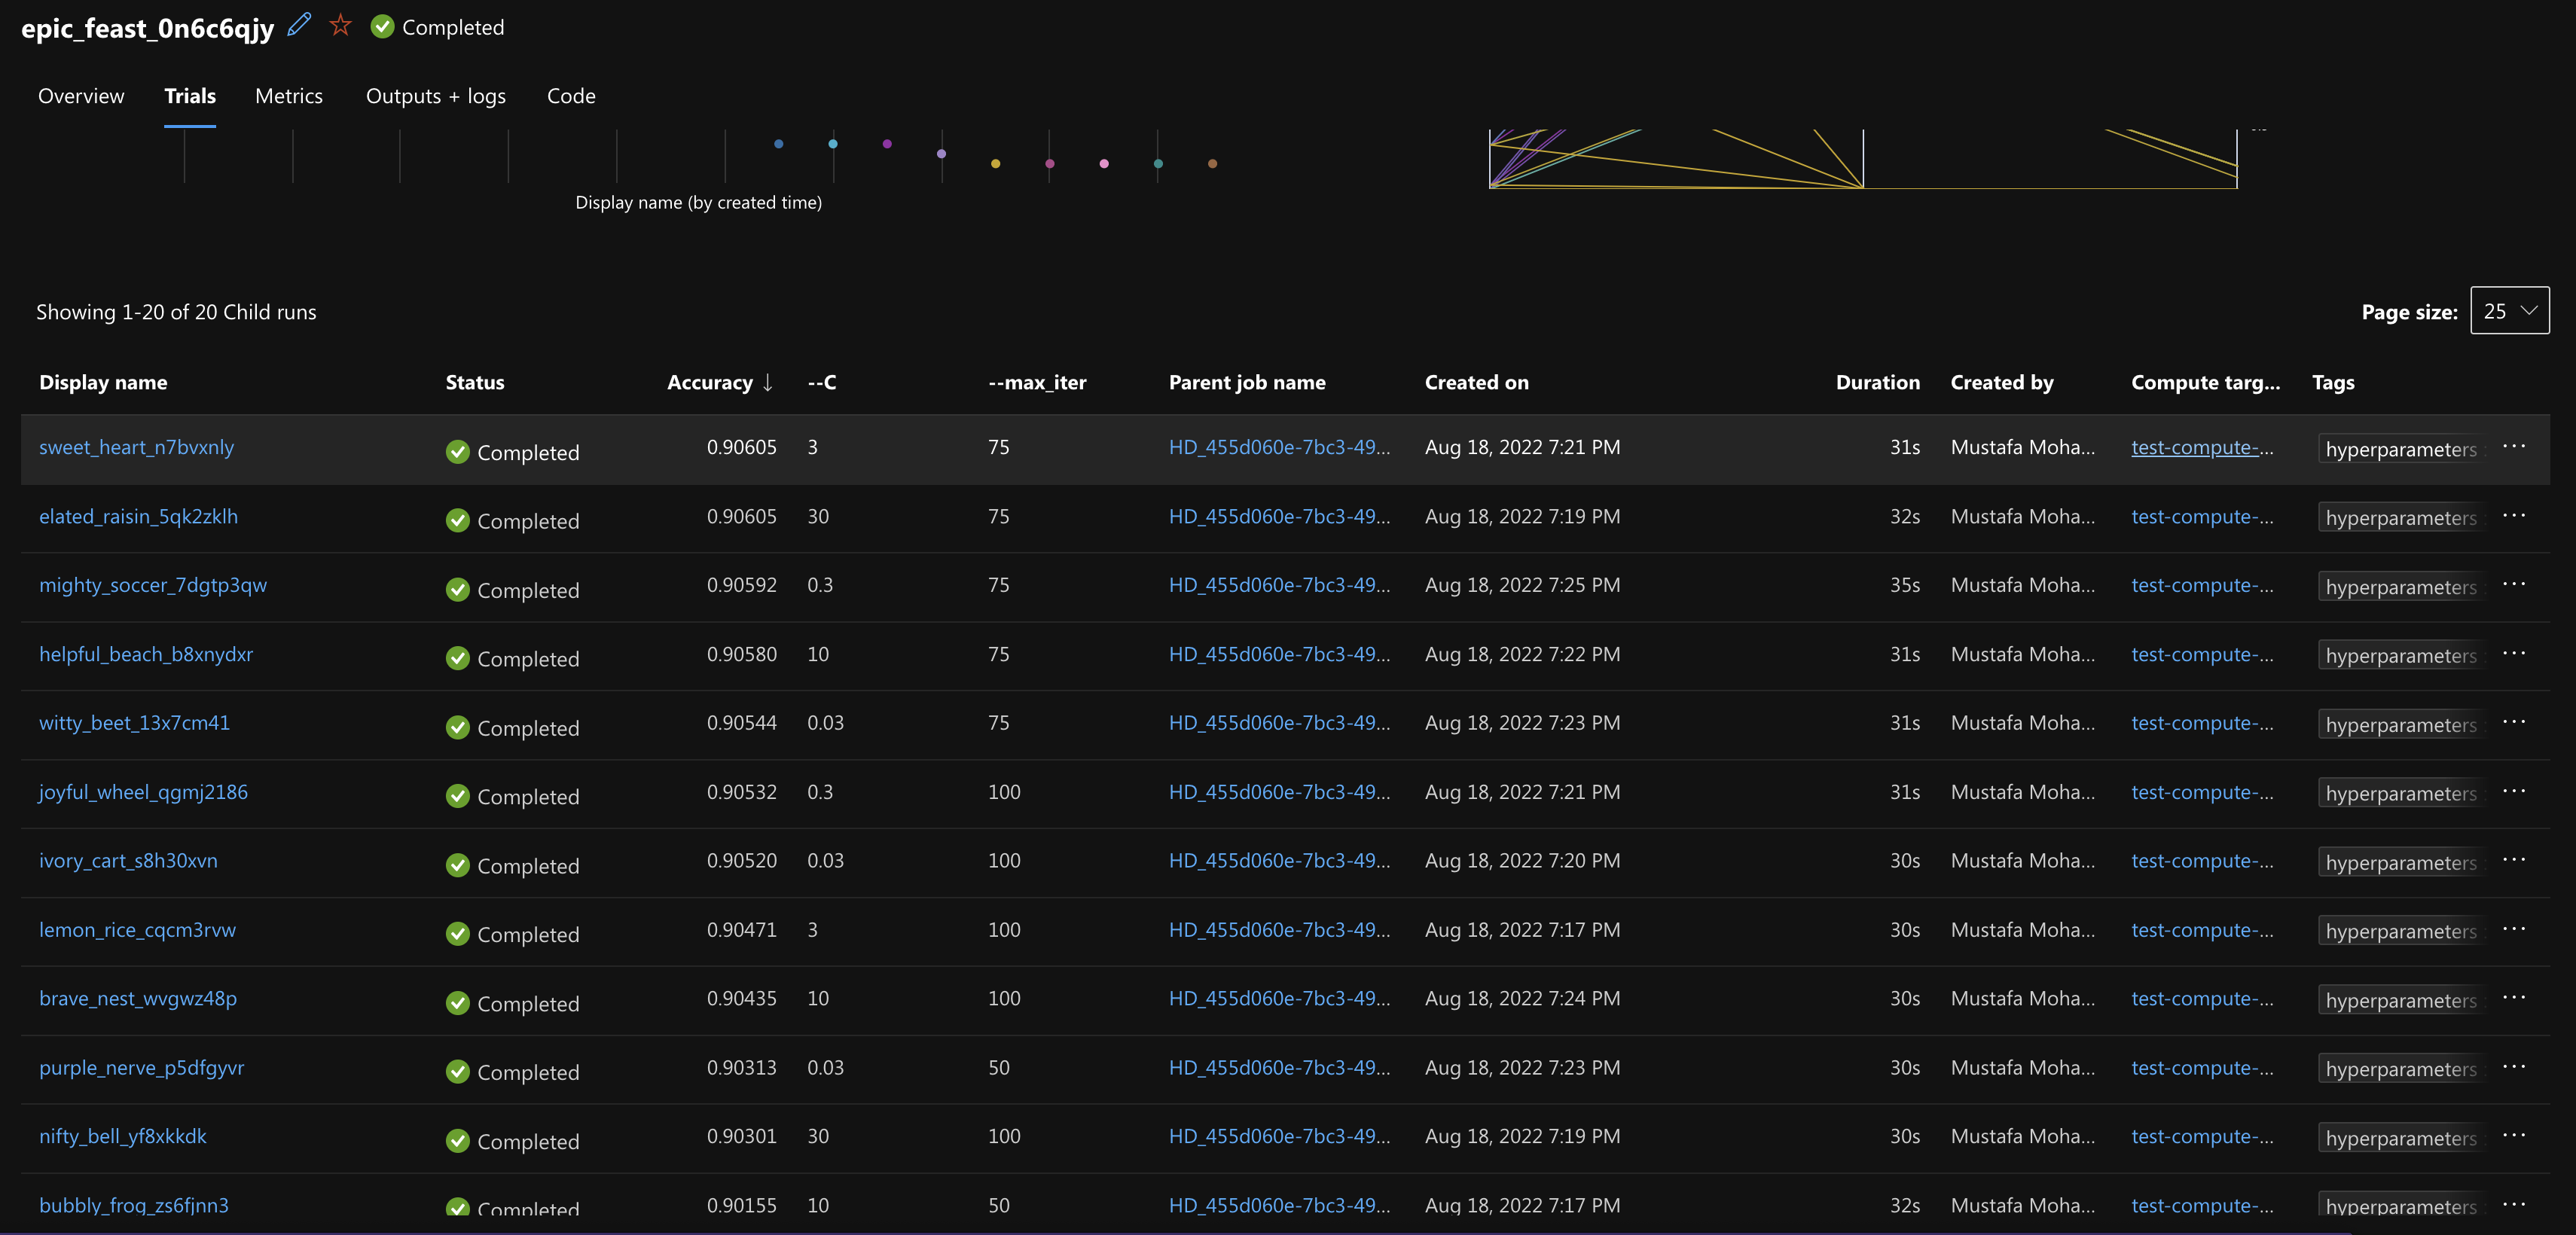 epic_feast_0n6c6qjy Completed
Overview Trials Metrics Outputs + logs Code
Display name (by created time)
Showing 1-20 of 20 Child runs Page size: 25
Display name Status Accuracy ↓ --C --max_iter Parent job name Created on Duration Created by Compute targ... Tags
sweet_heart_n7bvxnly Completed 0.90605 3 75 HD_455d060e-7bc3-49... Aug 18, 2022 7:21 PM 31s Mustafa Moha... test-compute-... hyperparameters ...
elated_raisin_5qk2zklh Completed 0.90605 30 75 HD_455d060e-7bc3-49... Aug 18, 2022 7:19 PM 32s Mustafa Moha... test-compute-... hyperparameters ...
mighty_soccer_7dgtp3qw Completed 0.90592 0.3 75 HD_455d060e-7bc3-49... Aug 18, 2022 7:25 PM 35s Mustafa Moha... test-compute-... hyperparameters ...
helpful_beach_b8xnydxr Completed 0.90580 10 75 HD_455d060e-7bc3-49... Aug 18, 2022 7:22 PM 31s Mustafa Moha... test-compute-... hyperparameters ...
witty_beet_13x7cm41 Completed 0.90544 0.03 75 HD_455d060e-7bc3-49... Aug 18, 2022 7:23 PM 31s Mustafa Moha... test-compute-... hyperparameters ...
joyful_wheel_qgmj2186 Completed 0.90532 0.3 100 HD_455d060e-7bc3-49... Aug 18, 2022 7:21 PM 31s Mustafa Moha... test-compute-... hyperparameters ...
ivory_cart_s8h30xvn Completed 0.90520 0.03 100 HD_455d060e-7bc3-49... Aug 18, 2022 7:20 PM 30s Mustafa Moha... test-compute-... hyperparameters ...
lemon_rice_cqcm3rvw Completed 0.90471 3 100 HD_455d060e-7bc3-49... Aug 18, 2022 7:17 PM 30s Mustafa Moha... test-compute-... hyperparameters ...
brave_nest_wvgwz48p Completed 0.90435 10 100 HD_455d060e-7bc3-49... Aug 18, 2022 7:24 PM 30s Mustafa Moha... test-compute-... hyperparameters ...
purple_nerve_p5dfgyvr Completed 0.90313 0.03 50 HD_455d060e-7bc3-49... Aug 18, 2022 7:23 PM 30s Mustafa Moha... test-compute-... hyperparameters ...
nifty_bell_yf8xkkdk Completed 0.90301 30 100 HD_455d060e-7bc3-49... Aug 18, 2022 7:19 PM 30s Mustafa Moha... test-compute-... hyperparameters ...
bubbly_frog_zs6fjnn3 Completed 0.90155 10 50 HD_455d060e-7bc3-49... Aug 18, 2022 7:17 PM 32s Mustafa Moha... test-compute-... hyperparameters ...